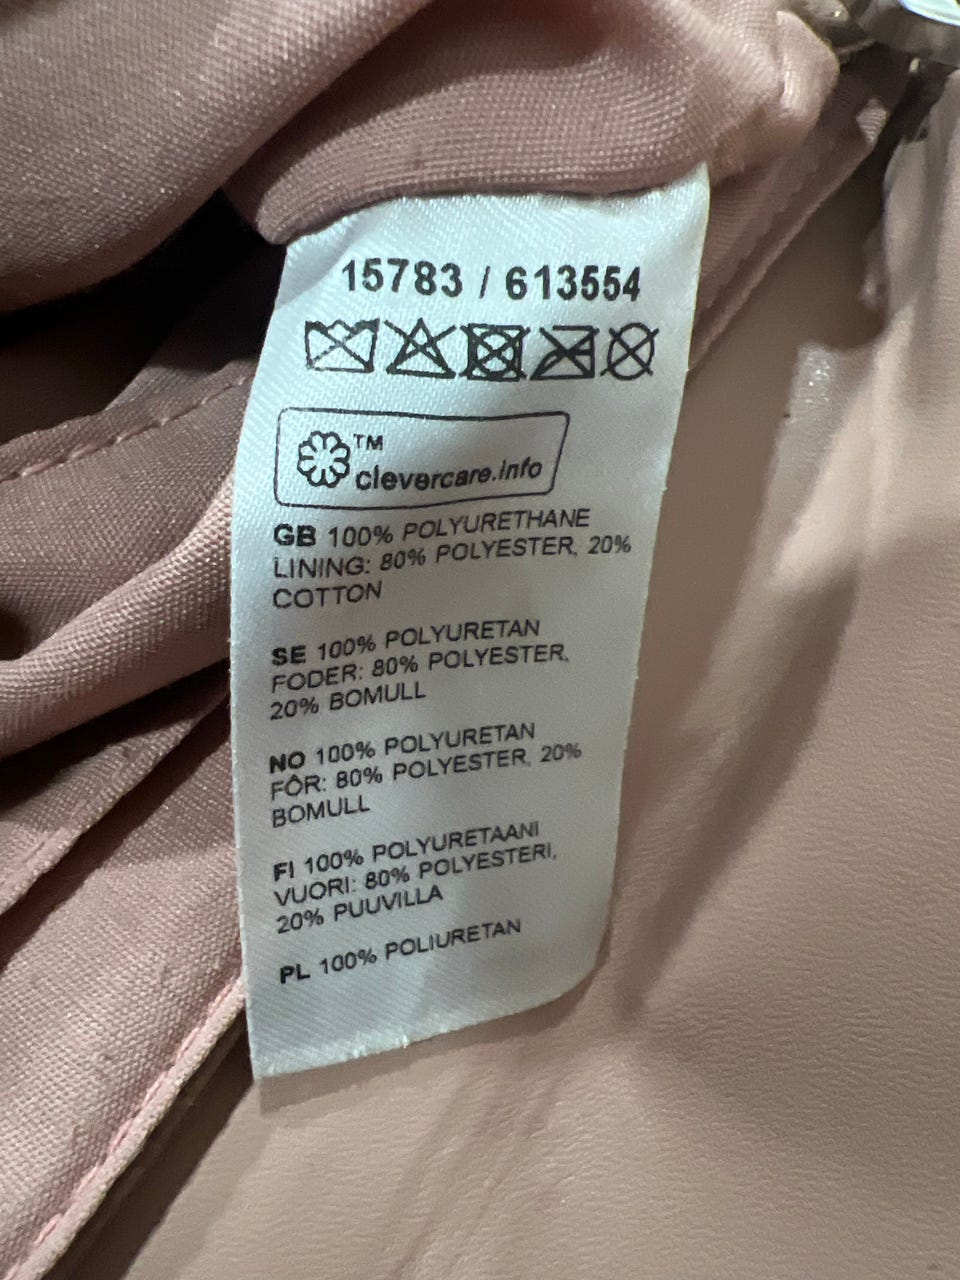 15783 / 613554
TM
clevercare.info
GB 100% POLYURETHANE
LINING: 80% POLYESTER, 20%
COTTON
SE 100% POLYURETAN
FODER: 80% POLYESTER,
20% BOMULL
NO 100% POLYURETAN
FÔR: 80% POLYESTER, 20%
BOMULL
FI 100% POLYURETAANI
VUORI: 80% POLYESTERI,
20% PUUVILLA
PL 100% POLIURETAN